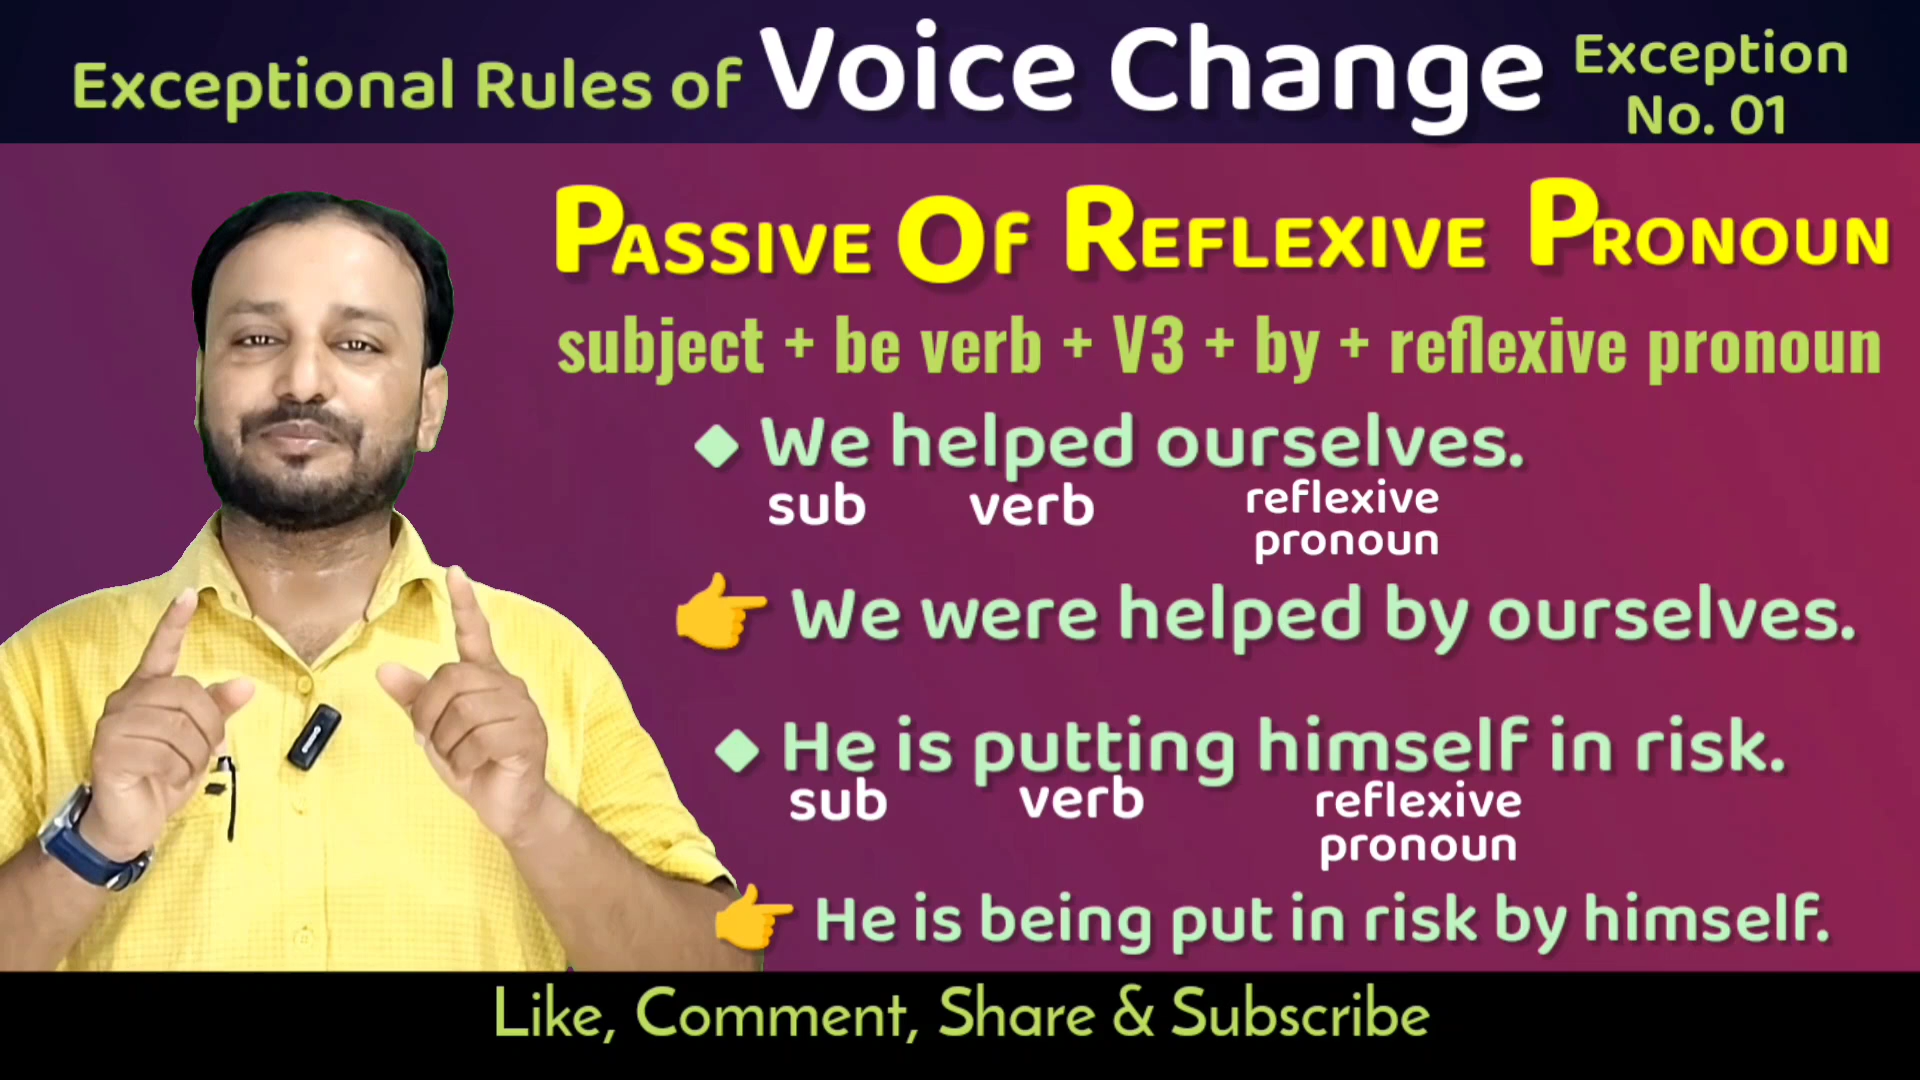 Exceptional Rules of Voice Change
Exception
No. 01
Passive Of Reflexive Pronoun
subject + be verb + V3 + by + reflexive pronoun
◆ We helped ourselves.
sub verb reflexive
pronoun
👉 We were helped by ourselves.
◆ He is putting himself in risk.
sub verb reflexive
pronoun
👉 He is being put in risk by himself.
Like, Comment, Share & Subscribe